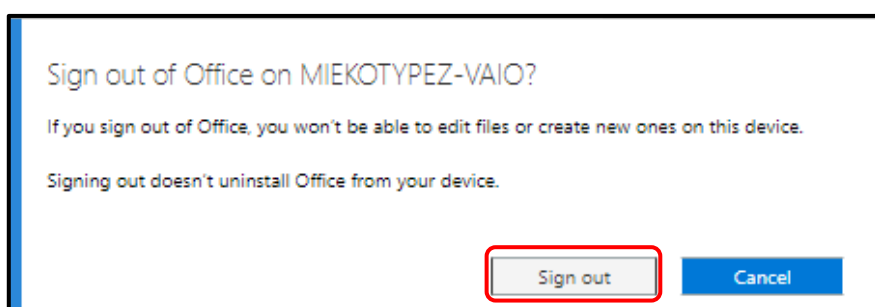 Sign out of Office on MIEKOTYPEZ-VAIO?
If you sign out of Office, you won't be able to edit files or create new ones on this device.
Signing out doesn't uninstall Office from your device.
Sign out
Cancel